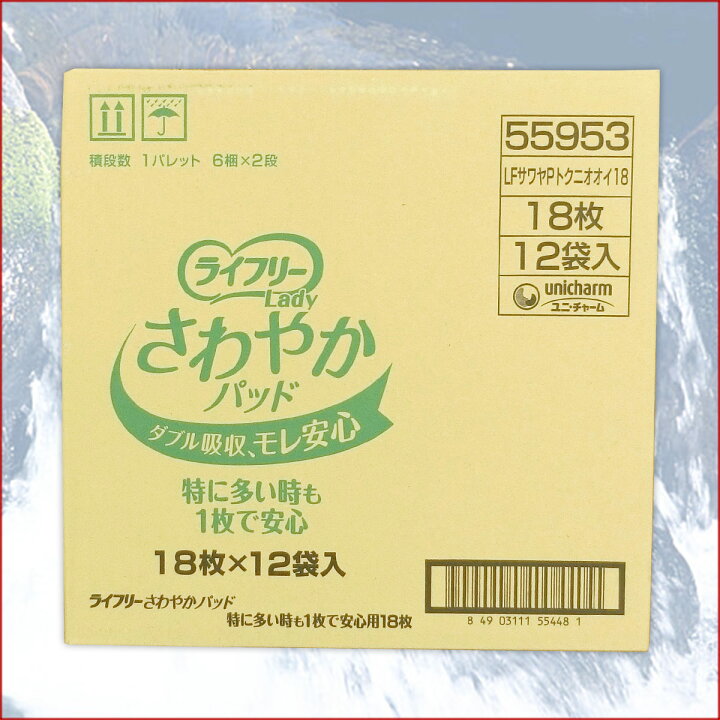 積段数 1パレット 6梱×2段
55953
LFサワヤPトクニオオイ18
18枚
12袋入
unicharm
ユニ・チャーム
ライフリー
Lady
さわやか
パッド
ダブル吸収、モレ安心
特に多い時も
1枚で安心
18枚×12袋入
ライフリーさわやかパッド
特に多い時も1枚で安心用18枚
8 4903111 55448 1